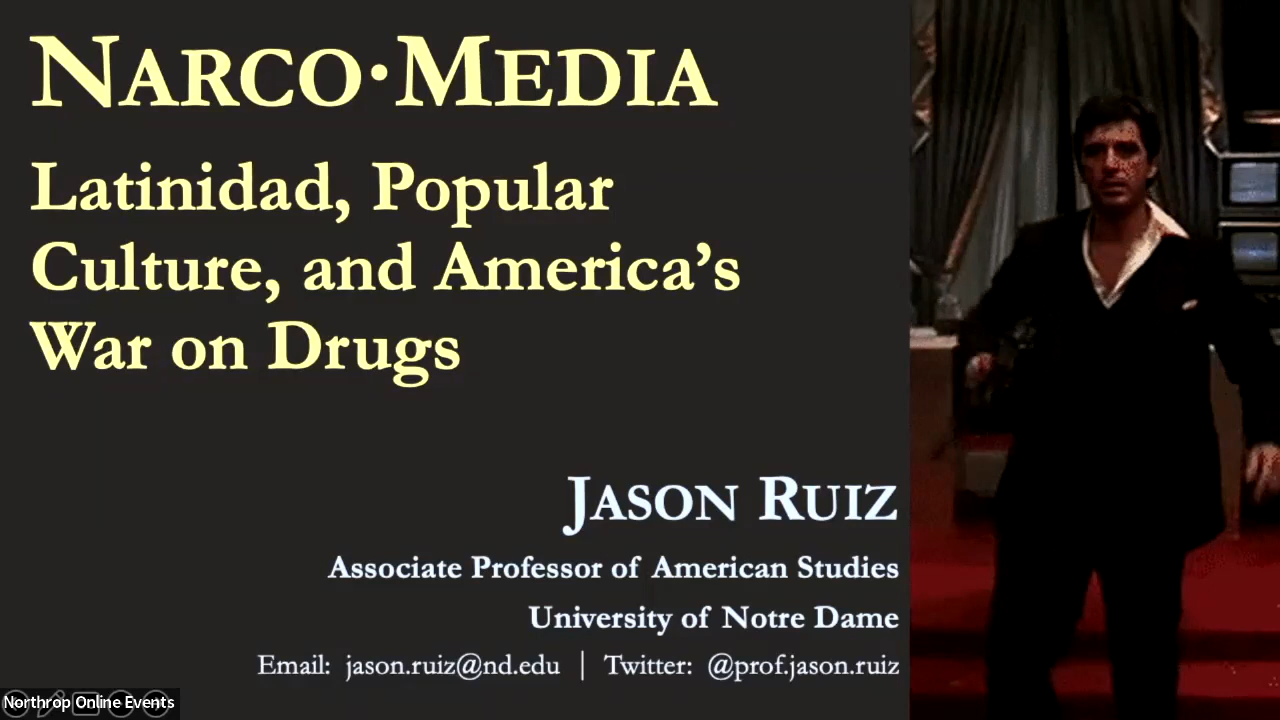 NARCO·MEDIA
Latinidad, Popular
Culture, and America’s
War on Drugs
JASON RUIZ
Associate Professor of American Studies
University of Notre Dame
Email: jason.ruiz@nd.edu | Twitter: @prof.jason.ruiz
Northrop Online Events